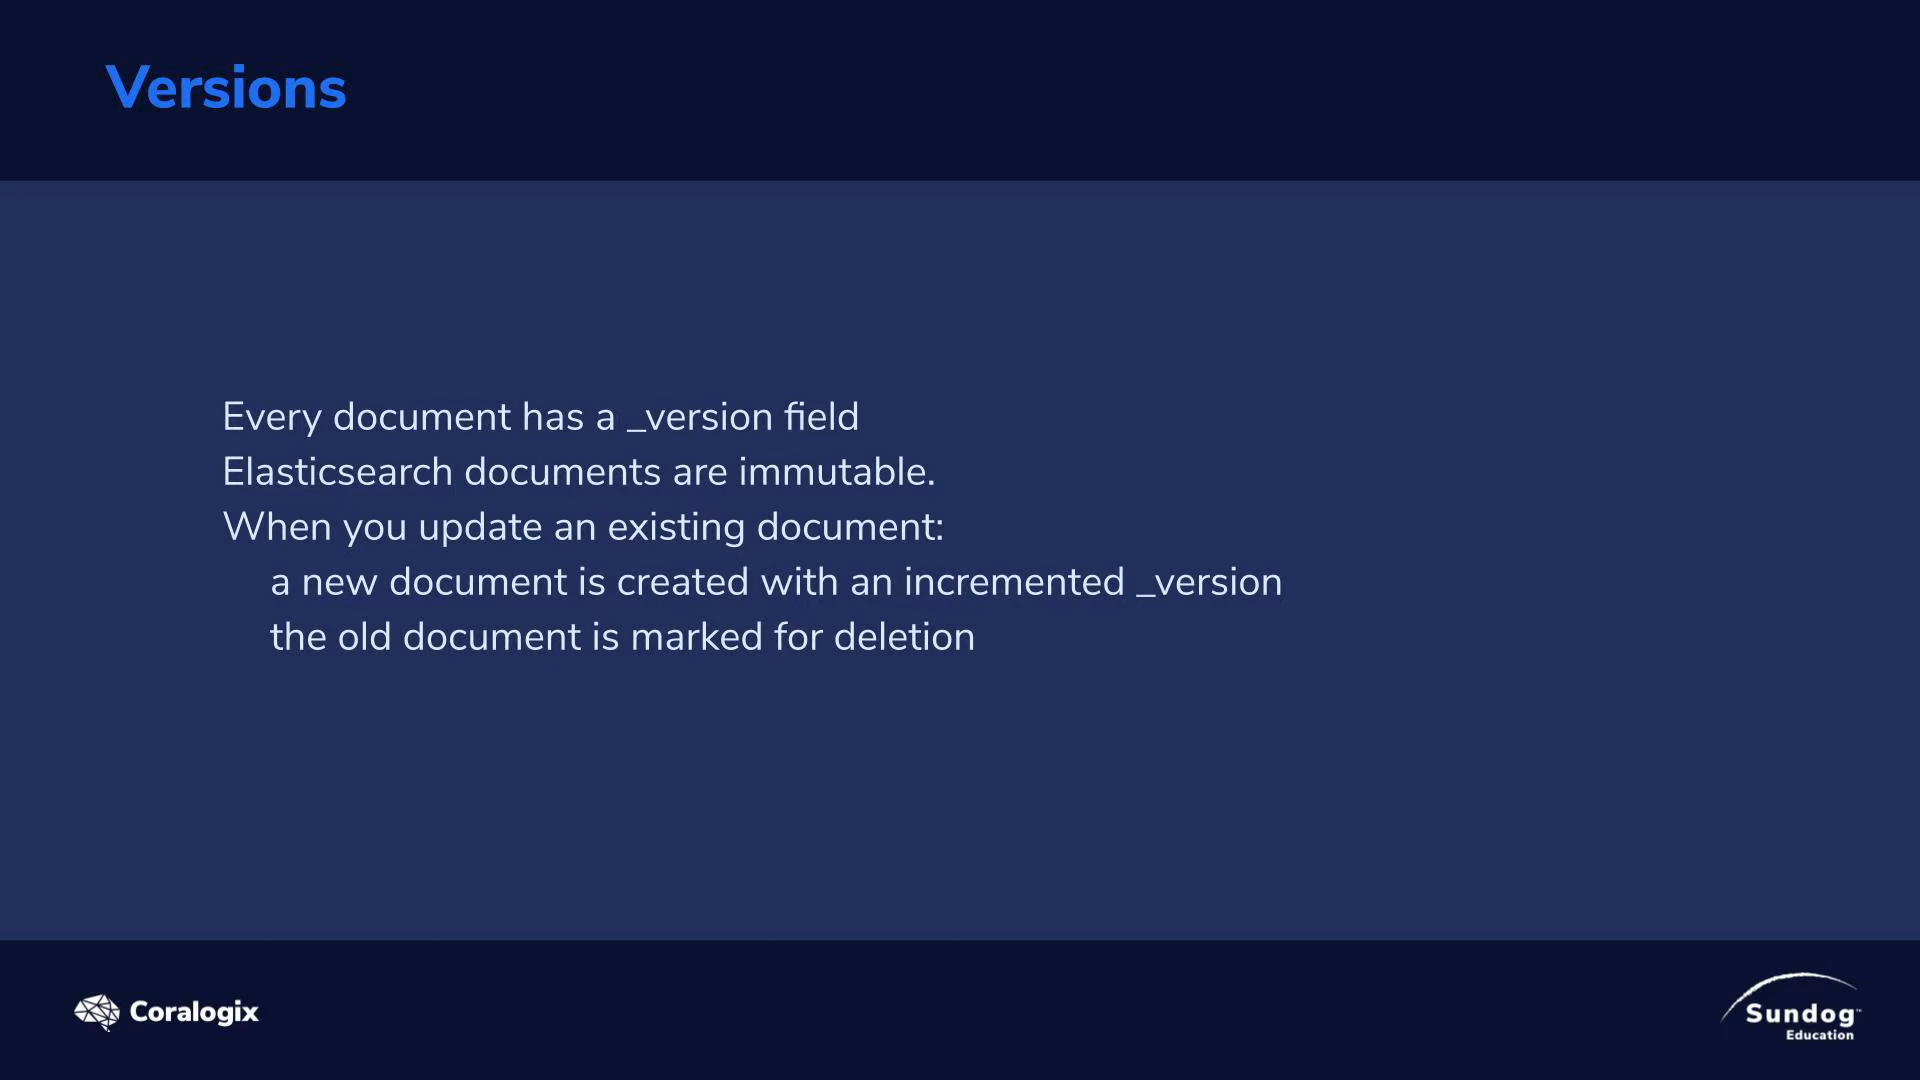 Versions
Every document has a _version field
Elasticsearch documents are immutable.
When you update an existing document:
a new document is created with an incremented _version
the old document is marked for deletion
Coralogix
Sundog™
Education